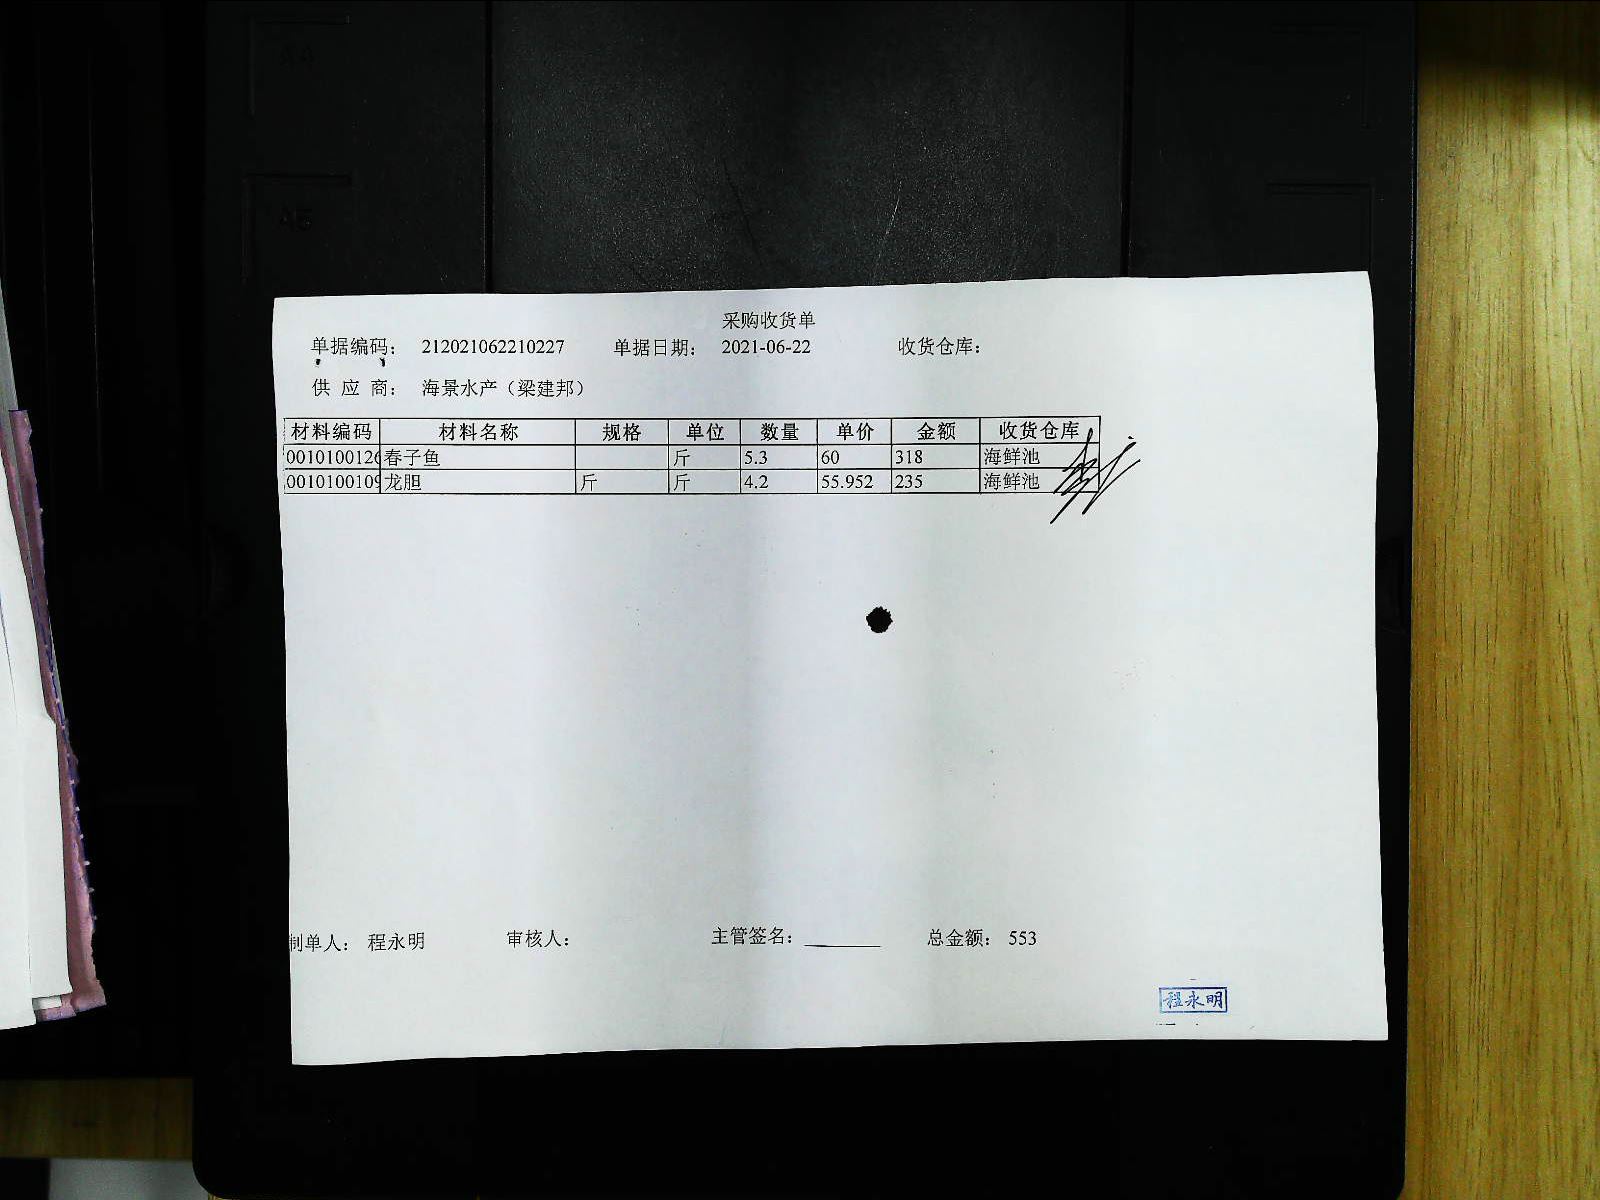 采购收货单
单据编码： 212021062210227 单据日期： 2021-06-22 收货仓库：
供 应 商： 海景水产（梁建邦）
材料编码 材料名称 规格 单位 数量 单价 金额 收货仓库
0010100126 春子鱼 斤 5.3 60 318 海鲜池
0010100109 龙胆 斤 斤 4.2 55.952 235 海鲜池
制单人： 程永明 审核人： 主管签名： 总金额： 553
程永明